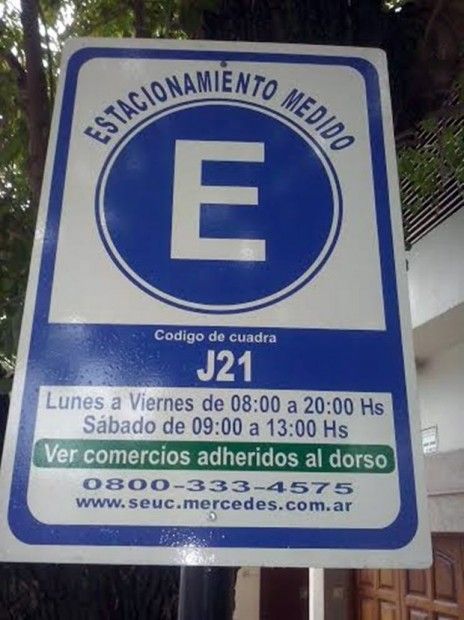 ESTACIONAMIENTO MEDIDO
E
Codigo de cuadra
J21
Lunes a Viernes de 08:00 a 20:00 Hs
Sábado de 09:00 a 13:00 Hs
Ver comercios adheridos al dorso
0800-333-4575
www.seuc.mercedes.com.ar